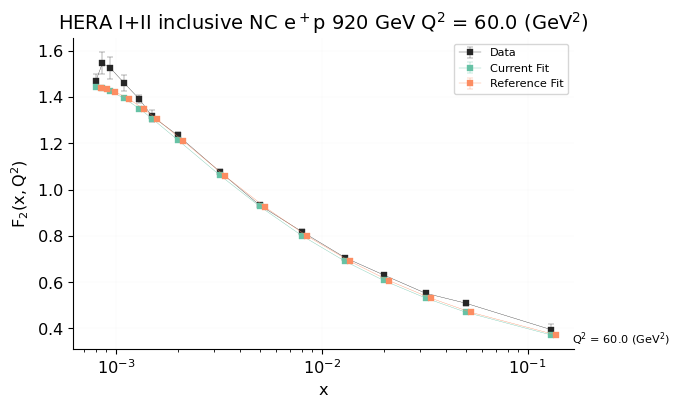 HERA I+II inclusive NC e⁺p 920 GeV Q² = 60.0 (GeV²)
Data
Current Fit
Reference Fit
F₂(x, Q²)
1.6
1.4
1.2
1.0
0.8
0.6
0.4
Q² = 60.0 (GeV²)
10⁻³
10⁻²
10⁻¹
x